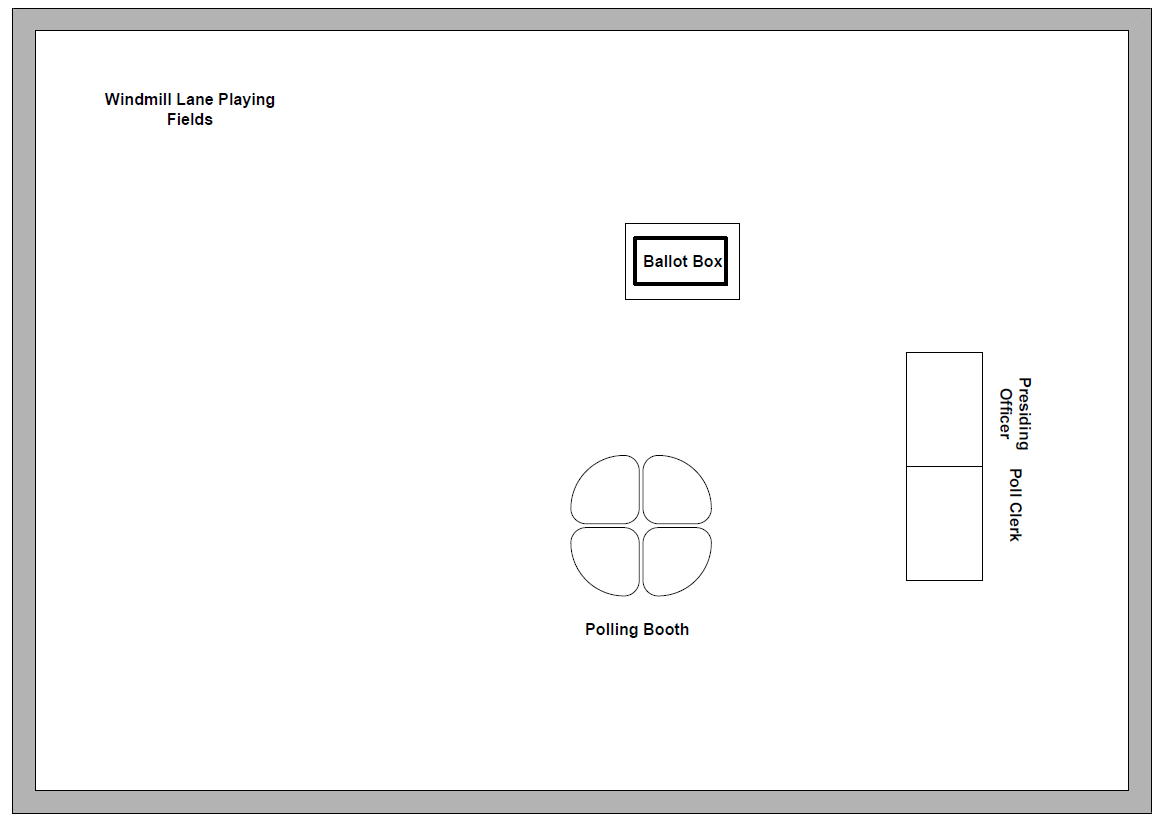 Windmill Lane Playing
Fields
Ballot Box
Presiding
Officer
Poll Clerk
Polling Booth